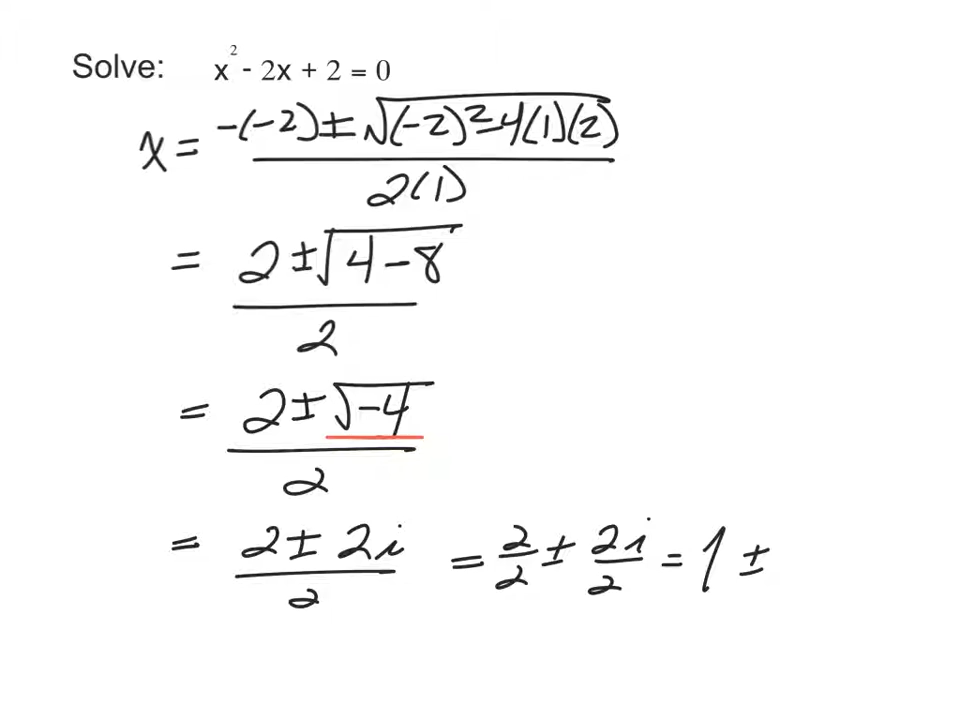 Solve: x² - 2x + 2 = 0
x = -(-2) ± √(-2)² - 4(1)(2)
2(1)
= 2 ± √4 - 8
2
= 2 ± √-4
2
= 2 ± 2i
2
= 2/2 ± 2i/2 = 1 ±